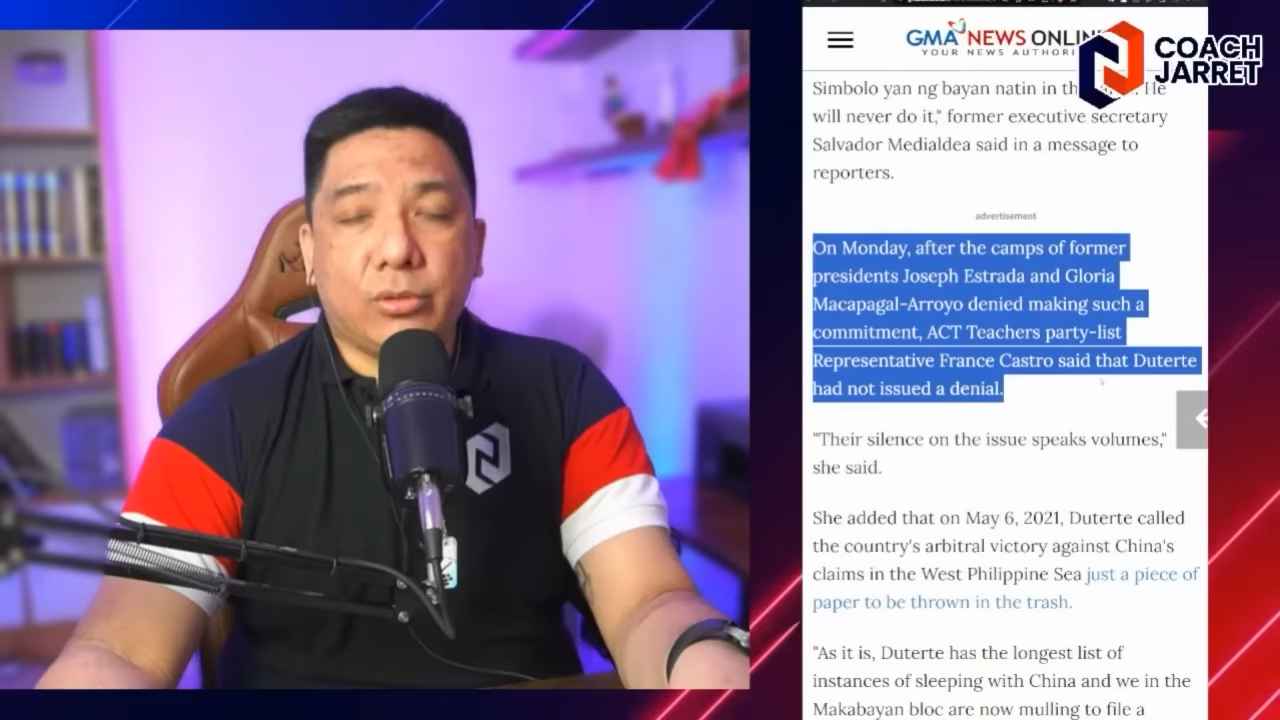 GMA NEWS ONLIN
YOUR NEWS AUTHORI
COACH
JARRET
Simbolo yan ng bayan natin in th He
will never do it," former executive secretary
Salvador Medialdea said in a message to
reporters.
advertisement
On Monday, after the camps of former
presidents Joseph Estrada and Gloria
Macapagal-Arroyo denied making such a
commitment, ACT Teachers party-list
Representative France Castro said that Duterte
had not issued a denial.
"Their silence on the issue speaks volumes,"
she said.
She added that on May 6, 2021, Duterte called
the country's arbitral victory against China's
claims in the West Philippine Sea just a piece of
paper to be thrown in the trash.
"As it is, Duterte has the longest list of
instances of sleeping with China and we in the
Makabayan bloc are now mulling to file a